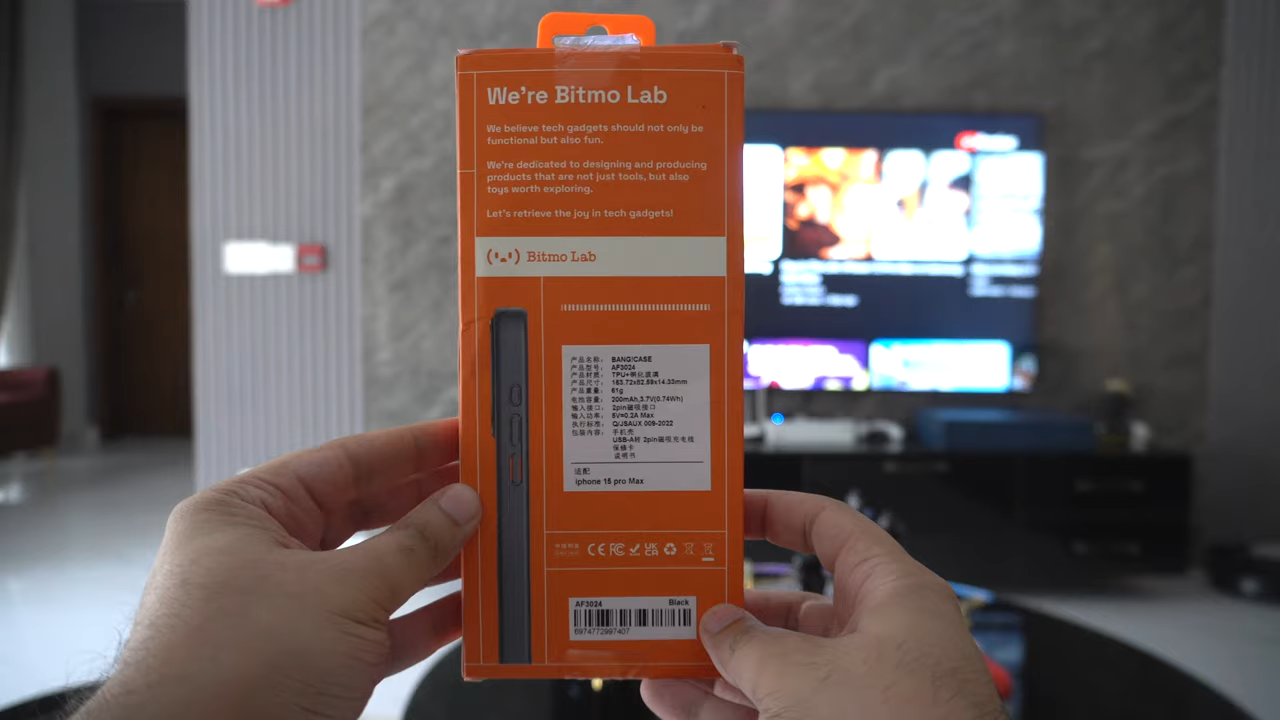 We're Bitmo Lab
We believe tech gadgets should not only be
functional but also fun.
We're dedicated to designing and producing
products that are not just tools, but also
toys worth exploring.
Let's retrieve the joy in tech gadgets!
Bitmo Lab
产品名称： BANG!CASE
产品型号： AF3024
产品材质： TPU+钢化玻璃
产品尺寸： 163.72x82.59x14.33mm
产品重量： 61g
电池容量： 200mAh,3.7V(0.74Wh)
输入接口： 2pin磁吸接口
输入功率： 5V=0.2A Max
执行标准： Q/JSAUX 009-2022
包装内容： 手机壳
USB-A转 2pin磁吸充电线
保修卡
说明书
适配
iphone 15 pro Max
CE FC UK CA
AF3024 Black
6974772997407